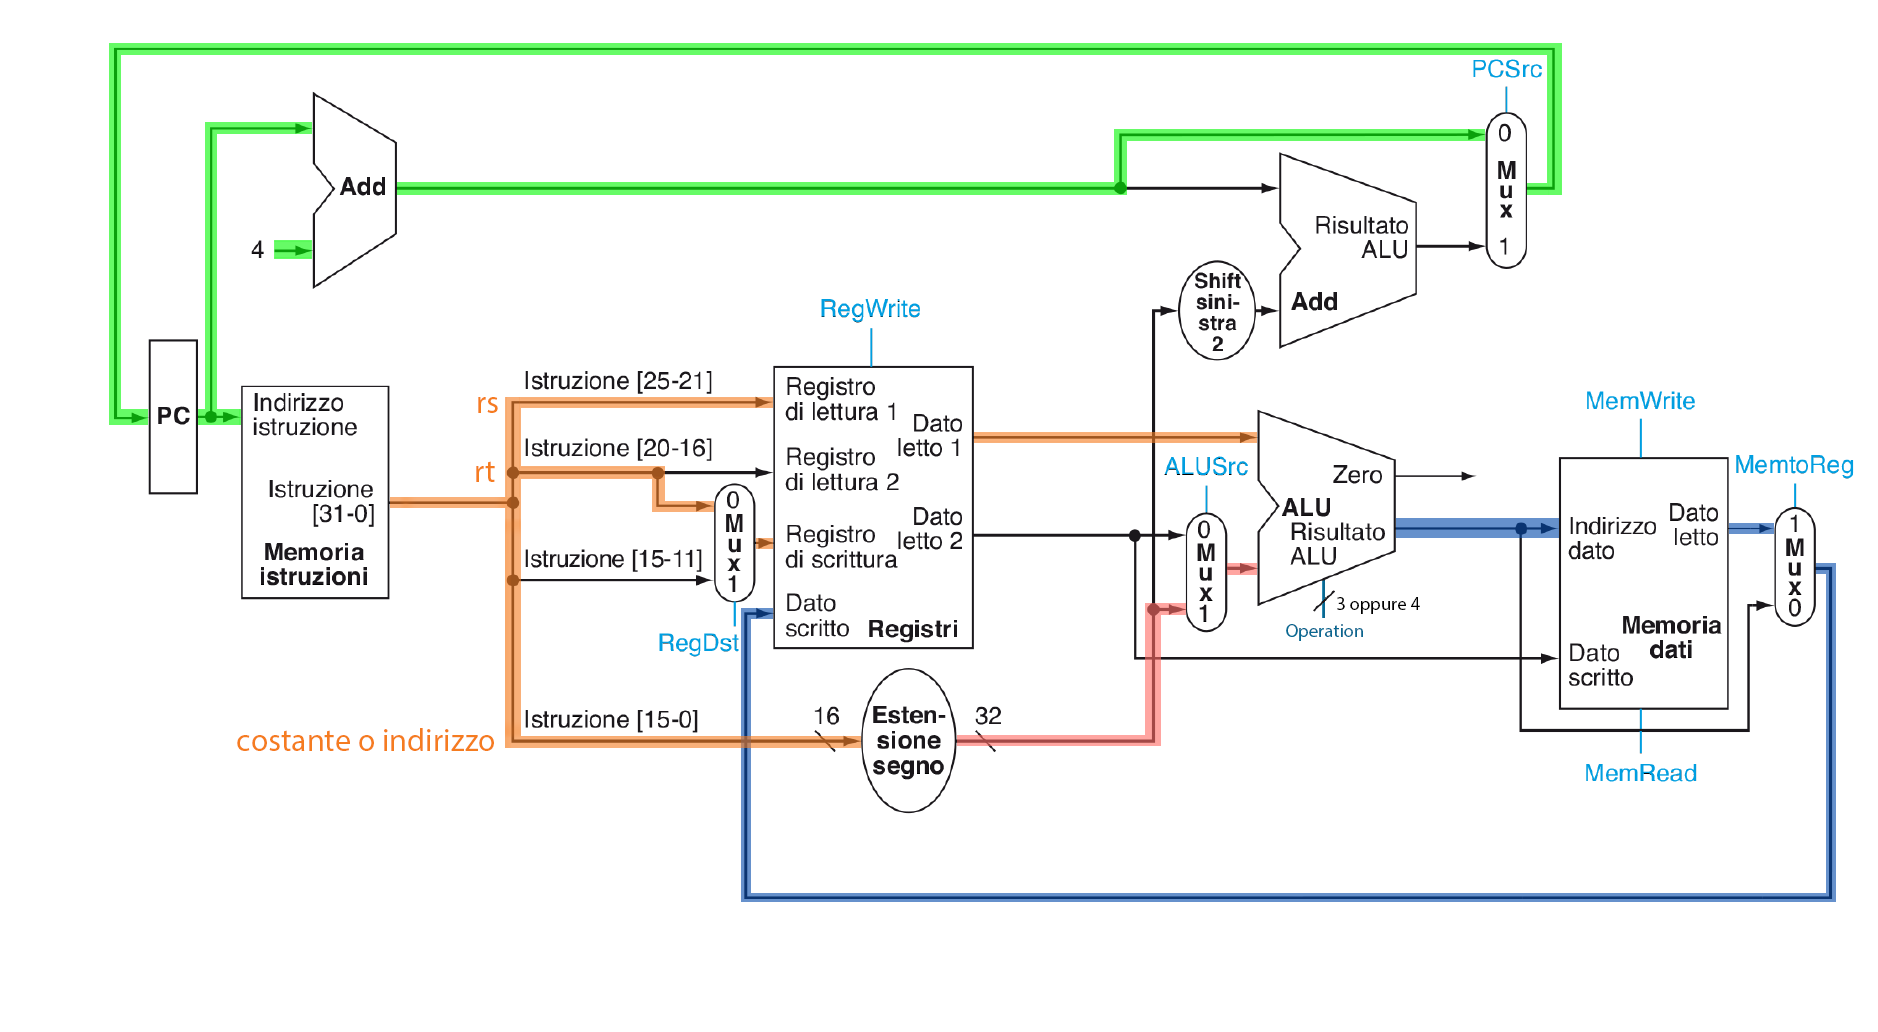 PCSrc
0
M
u
x
1
Add
4
Risultato
ALU
Add
Shift
sini-
stra
2
RegWrite
PC
Indirizzo
istruzione
Istruzione
[31-0]
Memoria
istruzioni
rs
Istruzione [25-21]
rt
Istruzione [20-16]
0
M
u
x
1
Istruzione [15-11]
RegDst
Registro
di lettura 1
Dato
letto 1
Registro
di lettura 2
Dato
letto 2
Registro
di scrittura
Dato
scritto
Registri
costante o indirizzo
Istruzione [15-0]
16
Esten-
sione
segno
32
ALUSrc
0
M
u
x
1
Zero
ALU
Risultato
ALU
3 oppure 4
Operation
MemWrite
Indirizzo
dato
Dato
letto
Memoria
dati
Dato
scritto
MemRead
MemtoReg
1
M
u
x
0